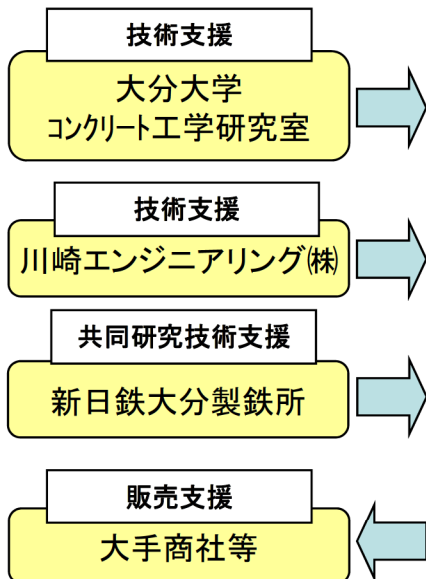 技術支援
大分大学
コンクリート工学研究室
技術支援
川崎エンジニアリング㈱
共同研究技術支援
新日鉄大分製鉄所
販売支援
大手商社等